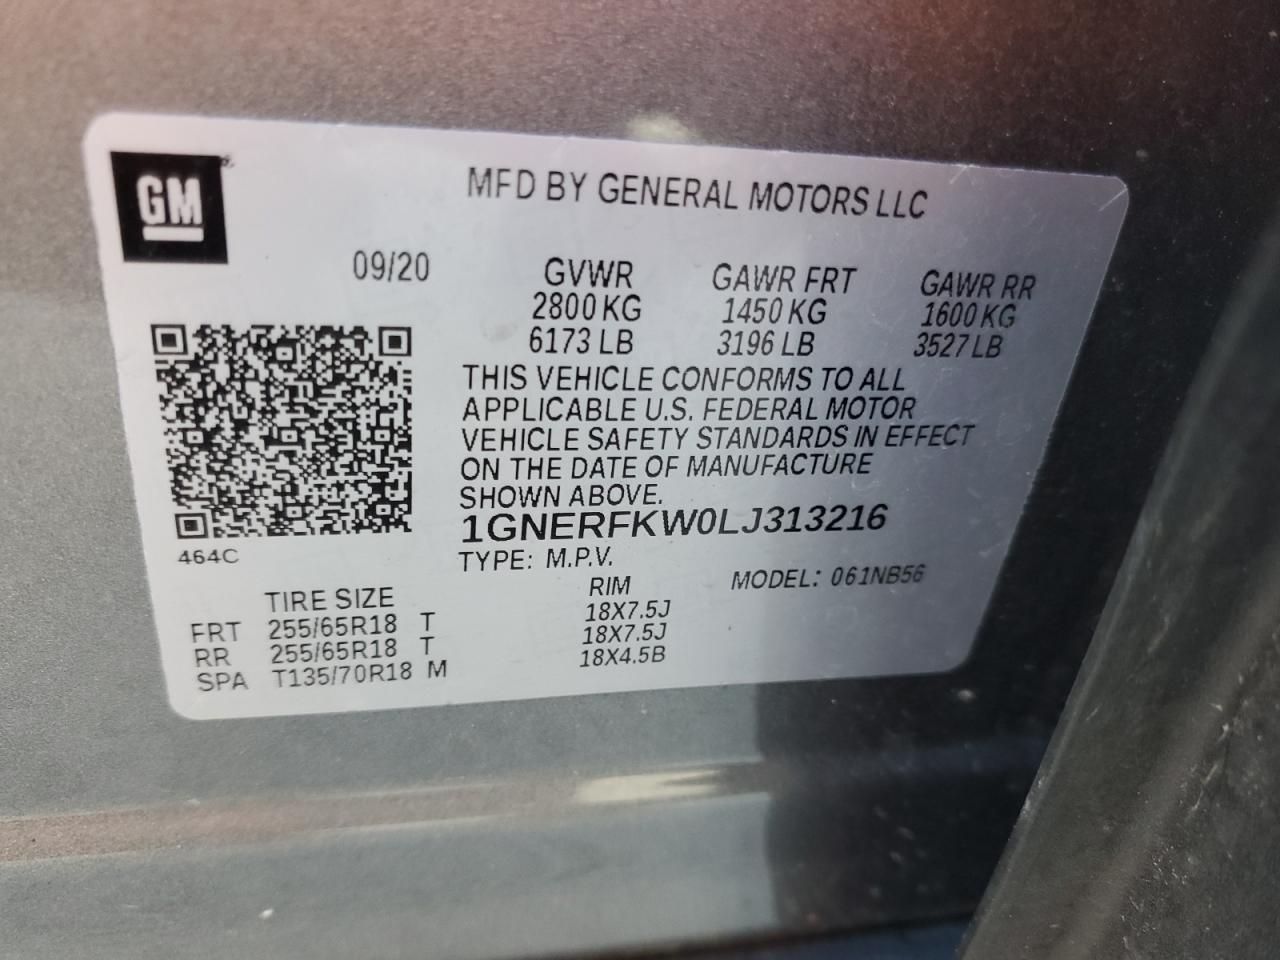 GM
MFD BY GENERAL MOTORS LLC
09/20 GVWR GAWR FRT GAWR RR
2800 KG 1450 KG 1600 KG
6173 LB 3196 LB 3527 LB
THIS VEHICLE CONFORMS TO ALL
APPLICABLE U.S. FEDERAL MOTOR
VEHICLE SAFETY STANDARDS IN EFFECT
ON THE DATE OF MANUFACTURE
SHOWN ABOVE.
1GNERFKW0LJ313216
464C
TYPE: M.P.V. MODEL: 061NB56
TIRE SIZE RIM
FRT 255/65R18 T 18X7.5J
RR 255/65R18 T 18X7.5J
SPA T135/70R18 M 18X4.5B